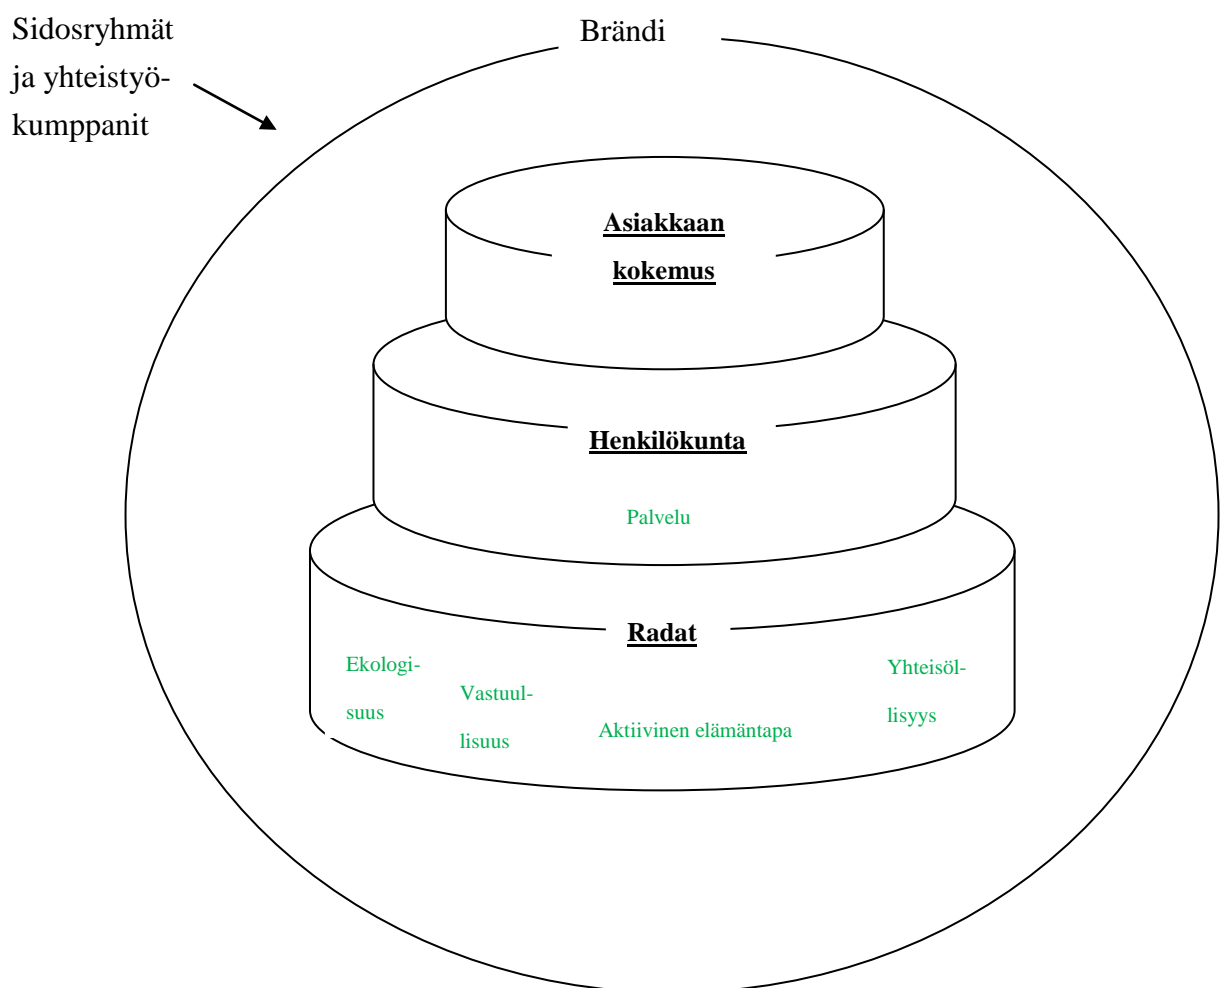 Sidosryhmät
ja yhteistyö-
kumppanit
Brändi
Asiakkaan
kokemus
Henkilökunta
Palvelu
Radat
Ekologi-
suus
Vastuul-
lisuus
Aktiivinen elämäntapa
Yhteisöl-
lisyys